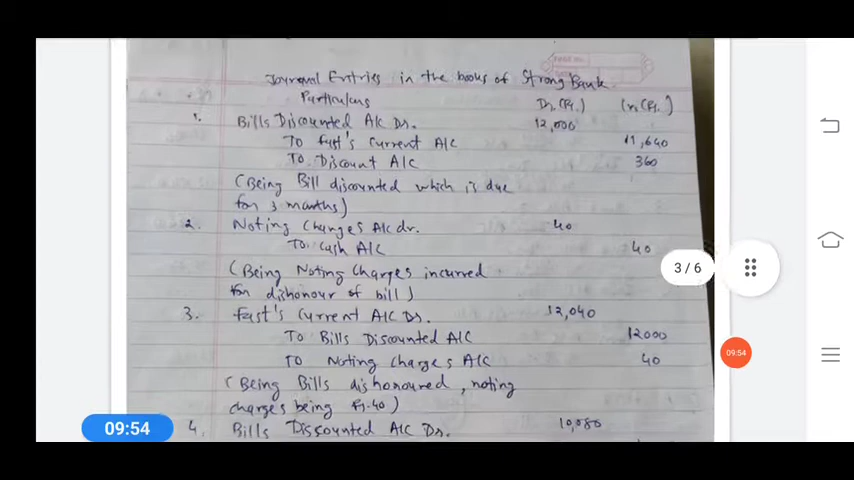 PAGE No.
Journal Entries in the books of Strong Bank
Particulars Dr. (Rs.) Cr. (Rs.)
1. Bills Discounted A/c Dr. 12,000
To Fast's Current A/C 11,640
To Discount A/C 360
(Being Bill discounted which is due
for 3 months)
2. Noting Charges A/c dr. 40
To Cash A/C 40
(Being Noting Charges incurred
for dishonour of bill)
3. Fast's Current A/c Dr. 12,040
To Bills Discounted A/C 12000
To Noting Charges A/C 40
(Being Bills dishonoured, noting
charges being Rs.40)
4. Bills Discounted A/c Dr. 10,080
3 / 6
09:54
09:54